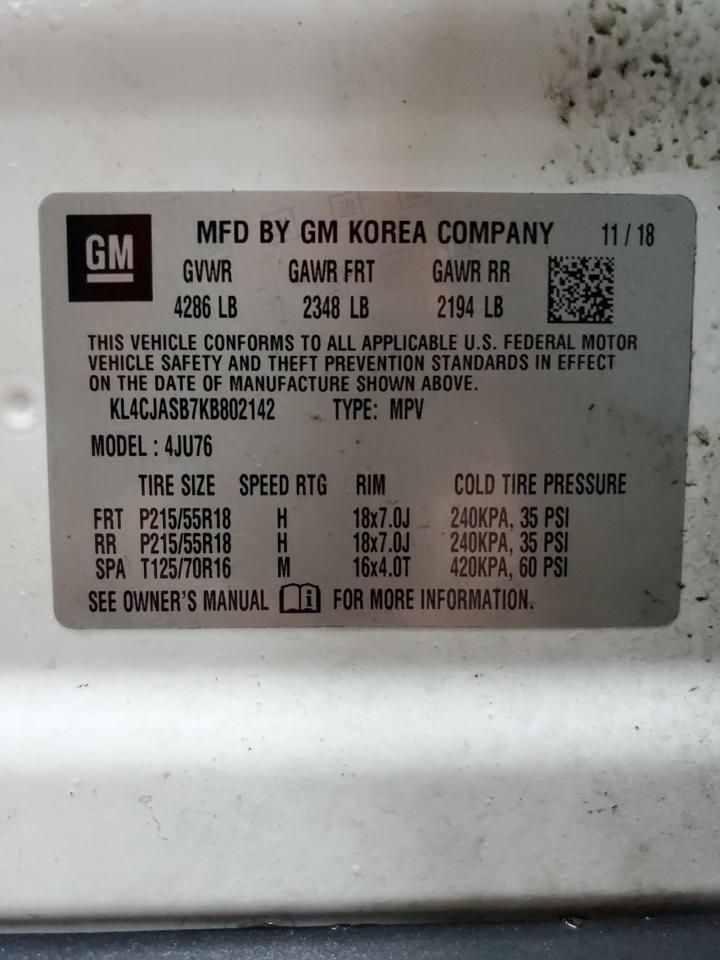 GM
MFD BY GM KOREA COMPANY 11 / 18
GVWR GAWR FRT GAWR RR
4286 LB 2348 LB 2194 LB
THIS VEHICLE CONFORMS TO ALL APPLICABLE U.S. FEDERAL MOTOR
VEHICLE SAFETY AND THEFT PREVENTION STANDARDS IN EFFECT
ON THE DATE OF MANUFACTURE SHOWN ABOVE.
KL4CJASB7KB802142 TYPE: MPV
MODEL : 4JU76
TIRE SIZE SPEED RTG RIM COLD TIRE PRESSURE
FRT P215/55R18 H 18x7.0J 240KPA, 35 PSI
RR P215/55R18 H 18x7.0J 240KPA, 35 PSI
SPA T125/70R16 M 16x4.0T 420KPA, 60 PSI
SEE OWNER'S MANUAL i FOR MORE INFORMATION.